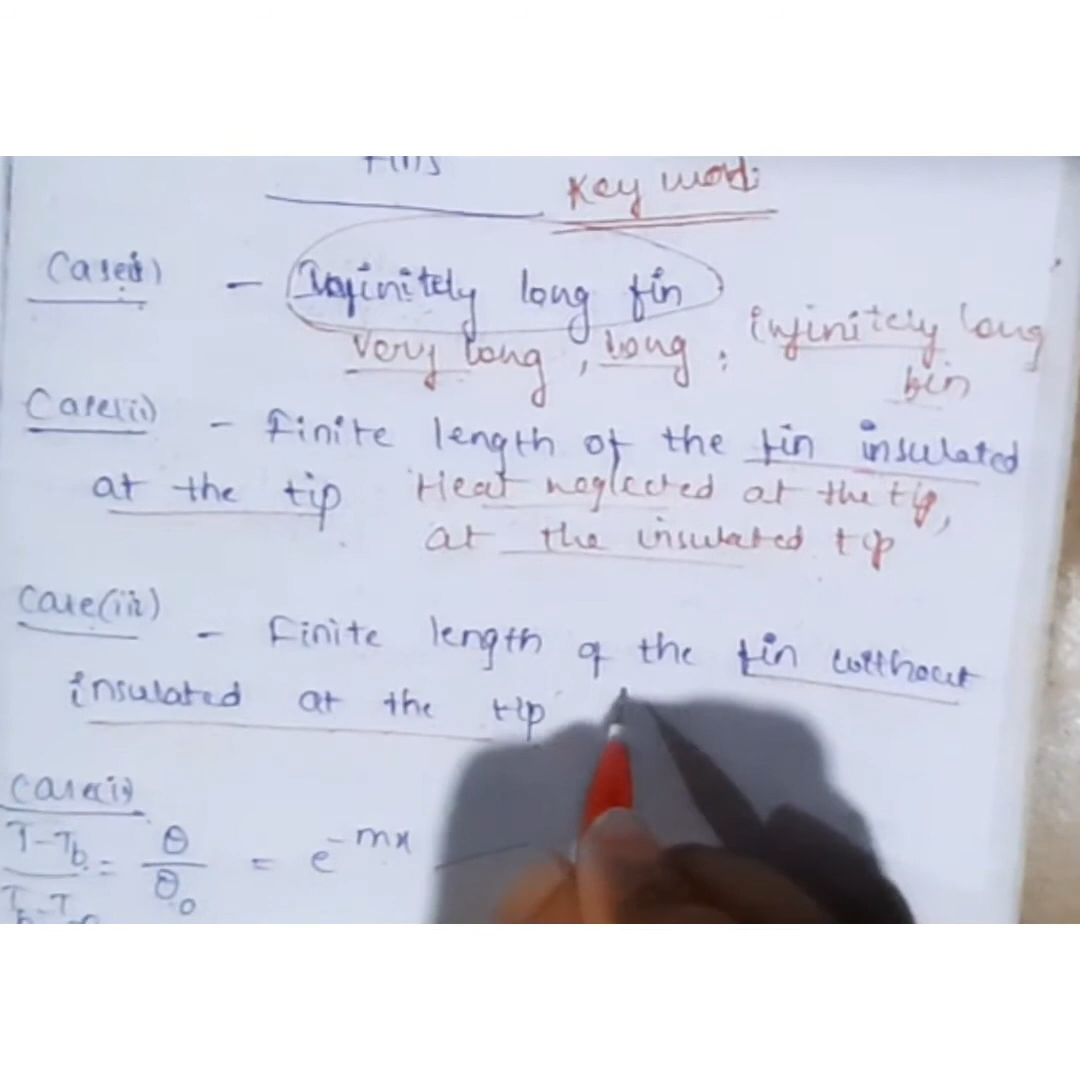 Fins
Key word:
Case(i) - Infinitely long fin
very long, long, infinitely long
fin
Case(ii) - Finite length of the fin insulated
at the tip Heat neglected at the tip,
at the insulated tip
Case(iii) - Finite length of the fin without
insulated at the tip
Case(i)
T-Tb/Tb-T∞ = θ/θ₀ = e^-mx